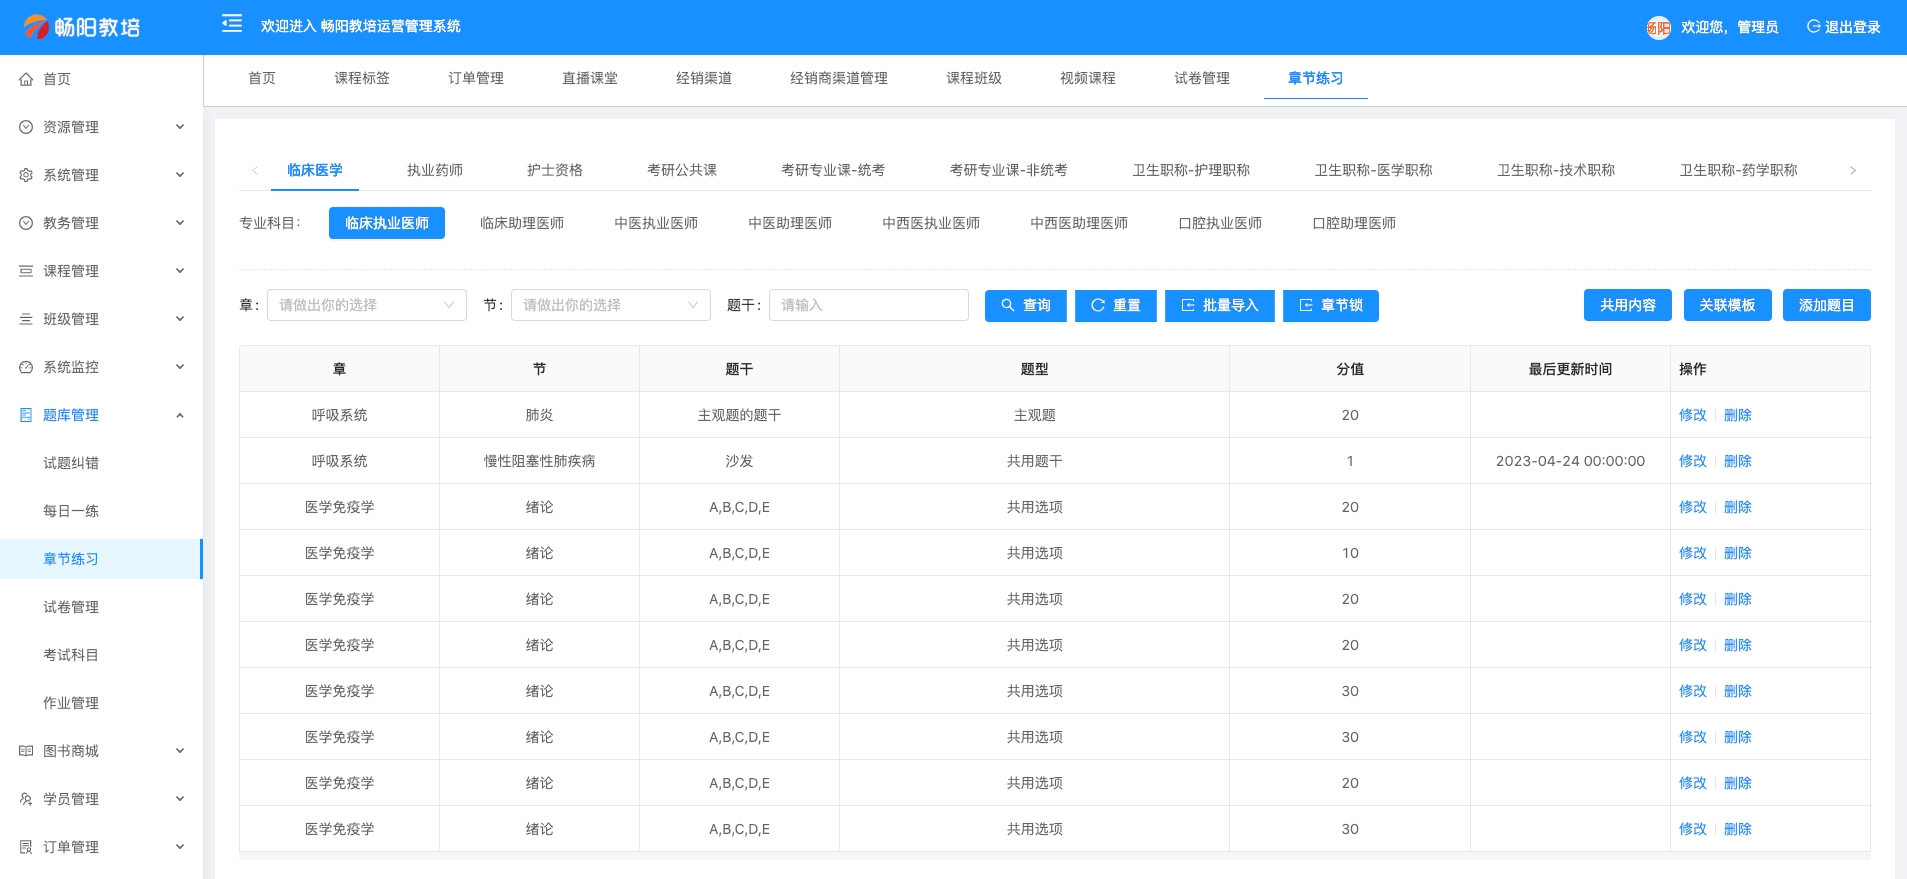 畅阳教培
欢迎进入 畅阳教培运营管理系统
畅阳
欢迎您，管理员
退出登录
首页
资源管理
系统管理
教务管理
课程管理
班级管理
系统监控
题库管理
试题纠错
每日一练
章节练习
试卷管理
考试科目
作业管理
图书商城
学员管理
订单管理
首页 课程标签 订单管理 直播课堂 经销渠道 经销商渠道管理 课程班级 视频课程 试卷管理 章节练习
临床医学 执业药师 护士资格 考研公共课 考研专业课-统考 考研专业课-非统考 卫生职称-护理职称 卫生职称-医学职称 卫生职称-技术职称 卫生职称-药学职称
专业科目： 临床执业医师 临床助理医师 中医执业医师 中医助理医师 中西医执业医师 中西医助理医师 口腔执业医师 口腔助理医师
章： 请做出你的选择 节： 请做出你的选择 题干： 请输入 查询 重置 批量导入 章节锁 共用内容 关联模板 添加题目
章 节 题干 题型 分值 最后更新时间 操作
呼吸系统 肺炎 主观题的题干 主观题 20 修改 删除
呼吸系统 慢性阻塞性肺疾病 沙发 共用题干 1 2023-04-24 00:00:00 修改 删除
医学免疫学 绪论 A,B,C,D,E 共用选项 20 修改 删除
医学免疫学 绪论 A,B,C,D,E 共用选项 10 修改 删除
医学免疫学 绪论 A,B,C,D,E 共用选项 20 修改 删除
医学免疫学 绪论 A,B,C,D,E 共用选项 20 修改 删除
医学免疫学 绪论 A,B,C,D,E 共用选项 30 修改 删除
医学免疫学 绪论 A,B,C,D,E 共用选项 30 修改 删除
医学免疫学 绪论 A,B,C,D,E 共用选项 20 修改 删除
医学免疫学 绪论 A,B,C,D,E 共用选项 30 修改 删除